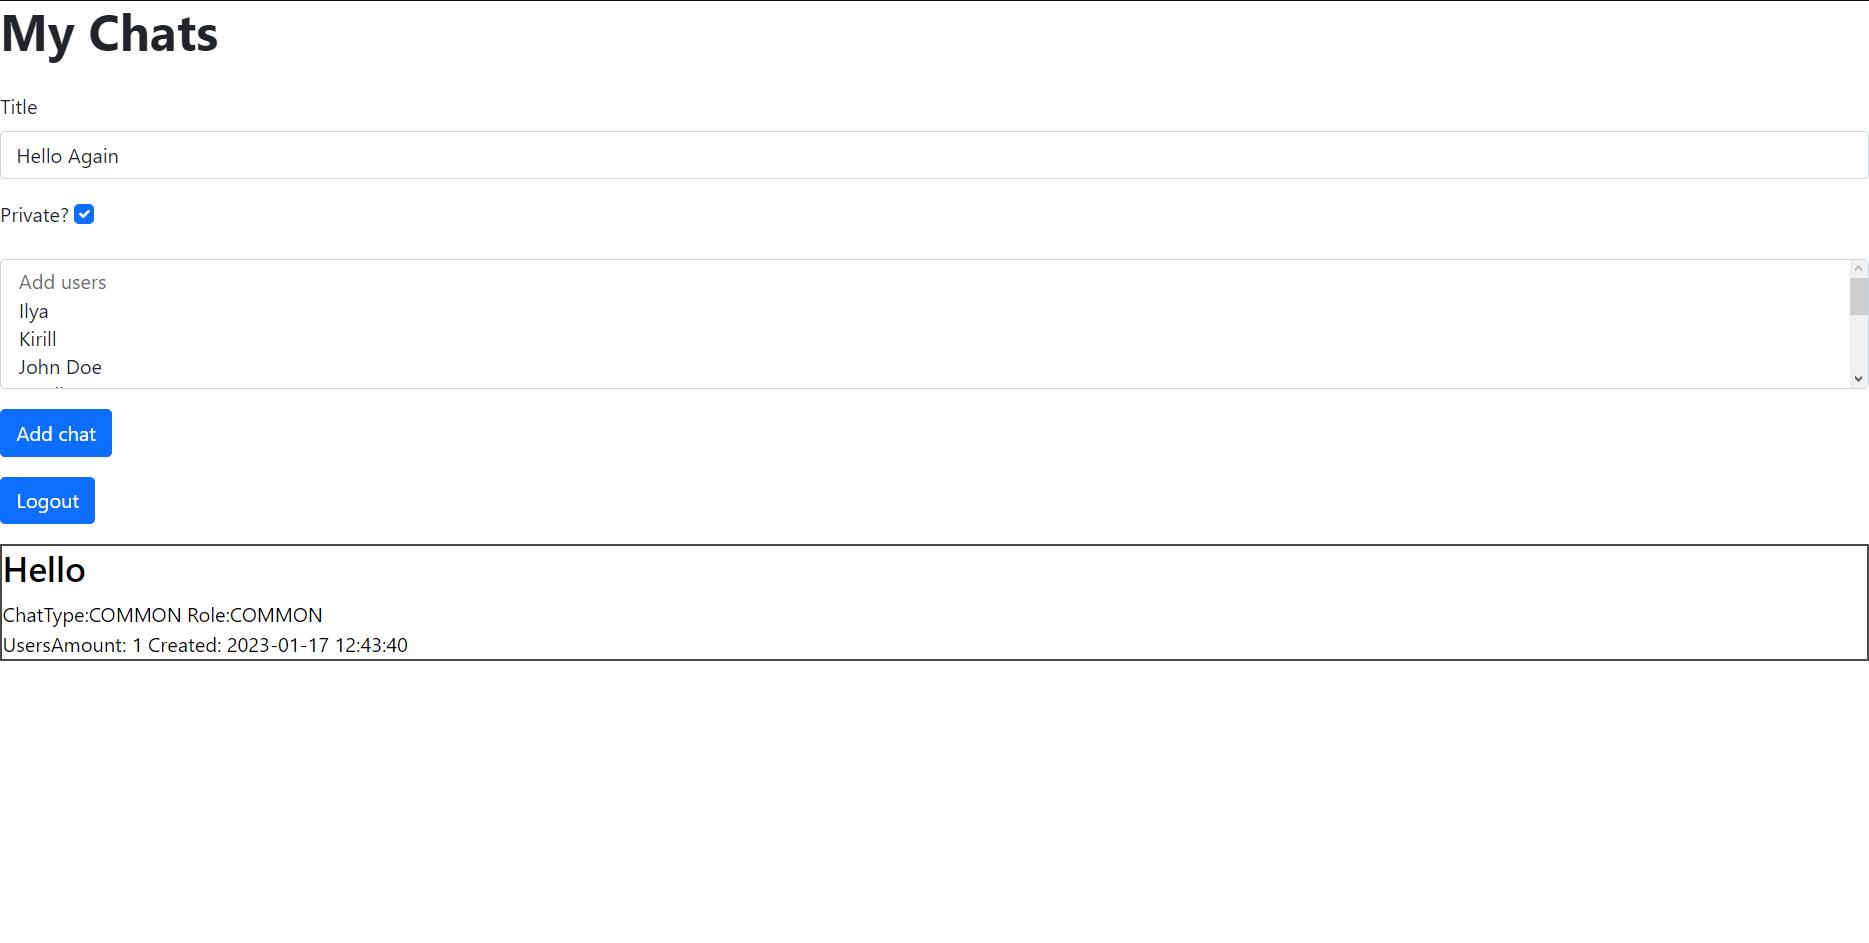 My Chats
Title
Hello Again
Private?
Add users
Ilya
Kirill
John Doe
Add chat
Logout
Hello
ChatType:COMMON Role:COMMON
UsersAmount: 1 Created: 2023-01-17 12:43:40